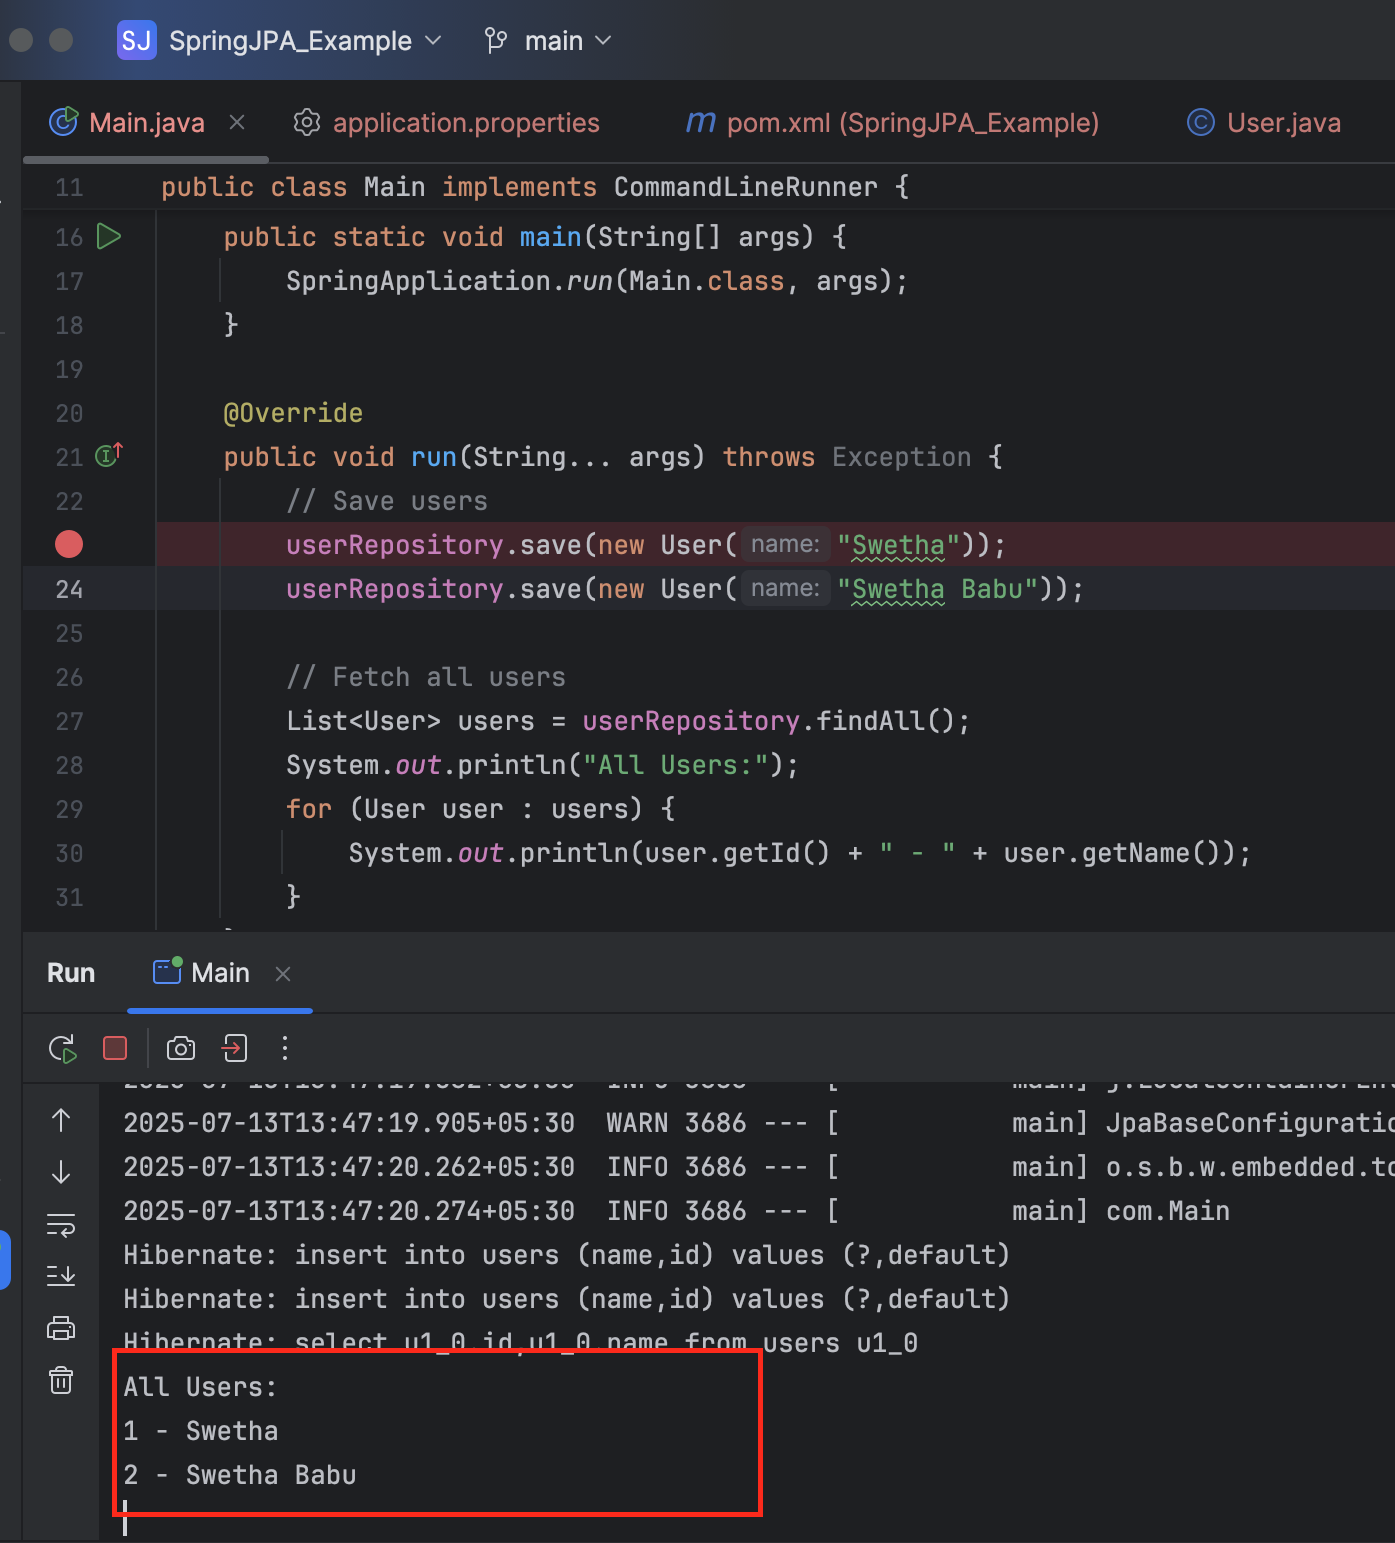 SJ SpringJPA_Example main
Main.java application.properties m pom.xml (SpringJPA_Example) User.java
11 public class Main implements CommandLineRunner {
16 public static void main(String[] args) {
17 SpringApplication.run(Main.class, args);
18 }
19
20 @Override
21 public void run(String... args) throws Exception {
22 // Save users
userRepository.save(new User( name: "Swetha"));
24 userRepository.save(new User( name: "Swetha Babu"));
25
26 // Fetch all users
27 List<User> users = userRepository.findAll();
28 System.out.println("All Users:");
29 for (User user : users) {
30 System.out.println(user.getId() + " - " + user.getName());
31 }
Run Main
2025-07-13T13:47:19.905+05:30 WARN 3686 --- [ main] JpaBaseConfiguratio
2025-07-13T13:47:20.262+05:30 INFO 3686 --- [ main] o.s.b.w.embedded.to
2025-07-13T13:47:20.274+05:30 INFO 3686 --- [ main] com.Main
Hibernate: insert into users (name,id) values (?,default)
Hibernate: insert into users (name,id) values (?,default)
Hibernate: select u1_0.id,u1_0.name from users u1_0
All Users:
1 - Swetha
2 - Swetha Babu